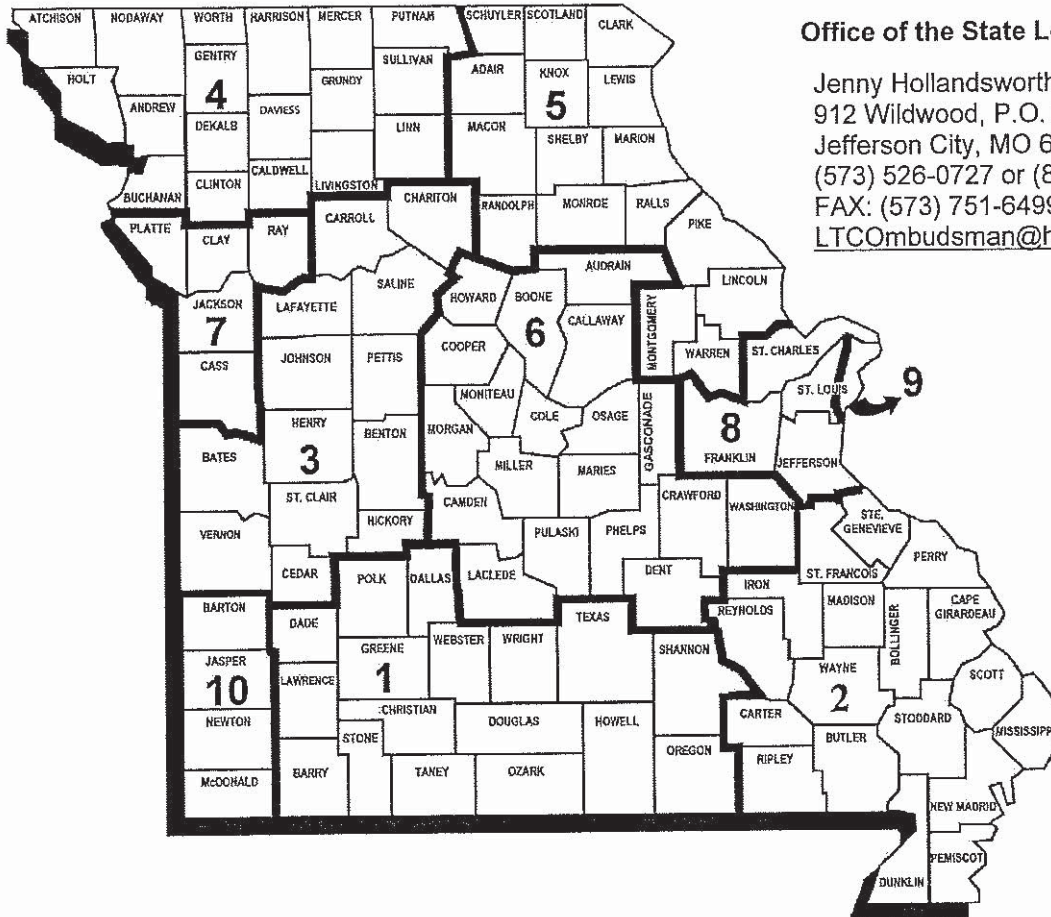 Office of the State L
Jenny Hollandsworth
912 Wildwood, P.O.
Jefferson City, MO 6
(573) 526-0727 or (8
FAX: (573) 751-6499
LTCOmbudsman@h
ATCHISON NODAWAY WORTH HARRISON MERCER PUTNAM SCHUYLER SCOTLAND CLARK
HOLT GENTRY SULLIVAN ADAIR KNOX LEWIS
4 GRUNDY 5
ANDREW DAVIESS
DEKALB LINN MACON SHELBY MARION
BUCHANAN CLINTON CALDWELL LIVINGSTON
CARROLL CHARITON RANDOLPH MONROE RALLS
PLATTE CLAY RAY PIKE
AUDRAIN
SALINE LINCOLN
JACKSON LAFAYETTE HOWARD BOONE
7 6 CALLAWAY MONTGOMERY
JOHNSON PETTIS COOPER WARREN ST. CHARLES
CASS ST. LOUIS 9
MONITEAU
HENRY BENTON MORGAN COLE OSAGE GASCONADE 8
BATES 3 MILLER FRANKLIN JEFFERSON
MARIES
ST. CLAIR CAMDEN CRAWFORD WASHINGTON
VERNON HICKORY PULASKI PHELPS STE.
GENEVIEVE
CEDAR POLK DALLAS LACLEDE DENT ST. FRANCOIS PERRY
IRON
BARTON DADE TEXAS REYNOLDS MADISON CAPE
GIRARDEAU
WEBSTER WRIGHT BOLLINGER
JASPER GREENE SHANNON WAYNE
10 LAWRENCE 1 2 SCOTT
CHRISTIAN
NEWTON STONE DOUGLAS HOWELL CARTER STODDARD
MISSISSIPP
BUTLER
McDONALD BARRY TANEY OZARK OREGON RIPLEY
NEW MADRID
PEMISCOT
DUNKLIN